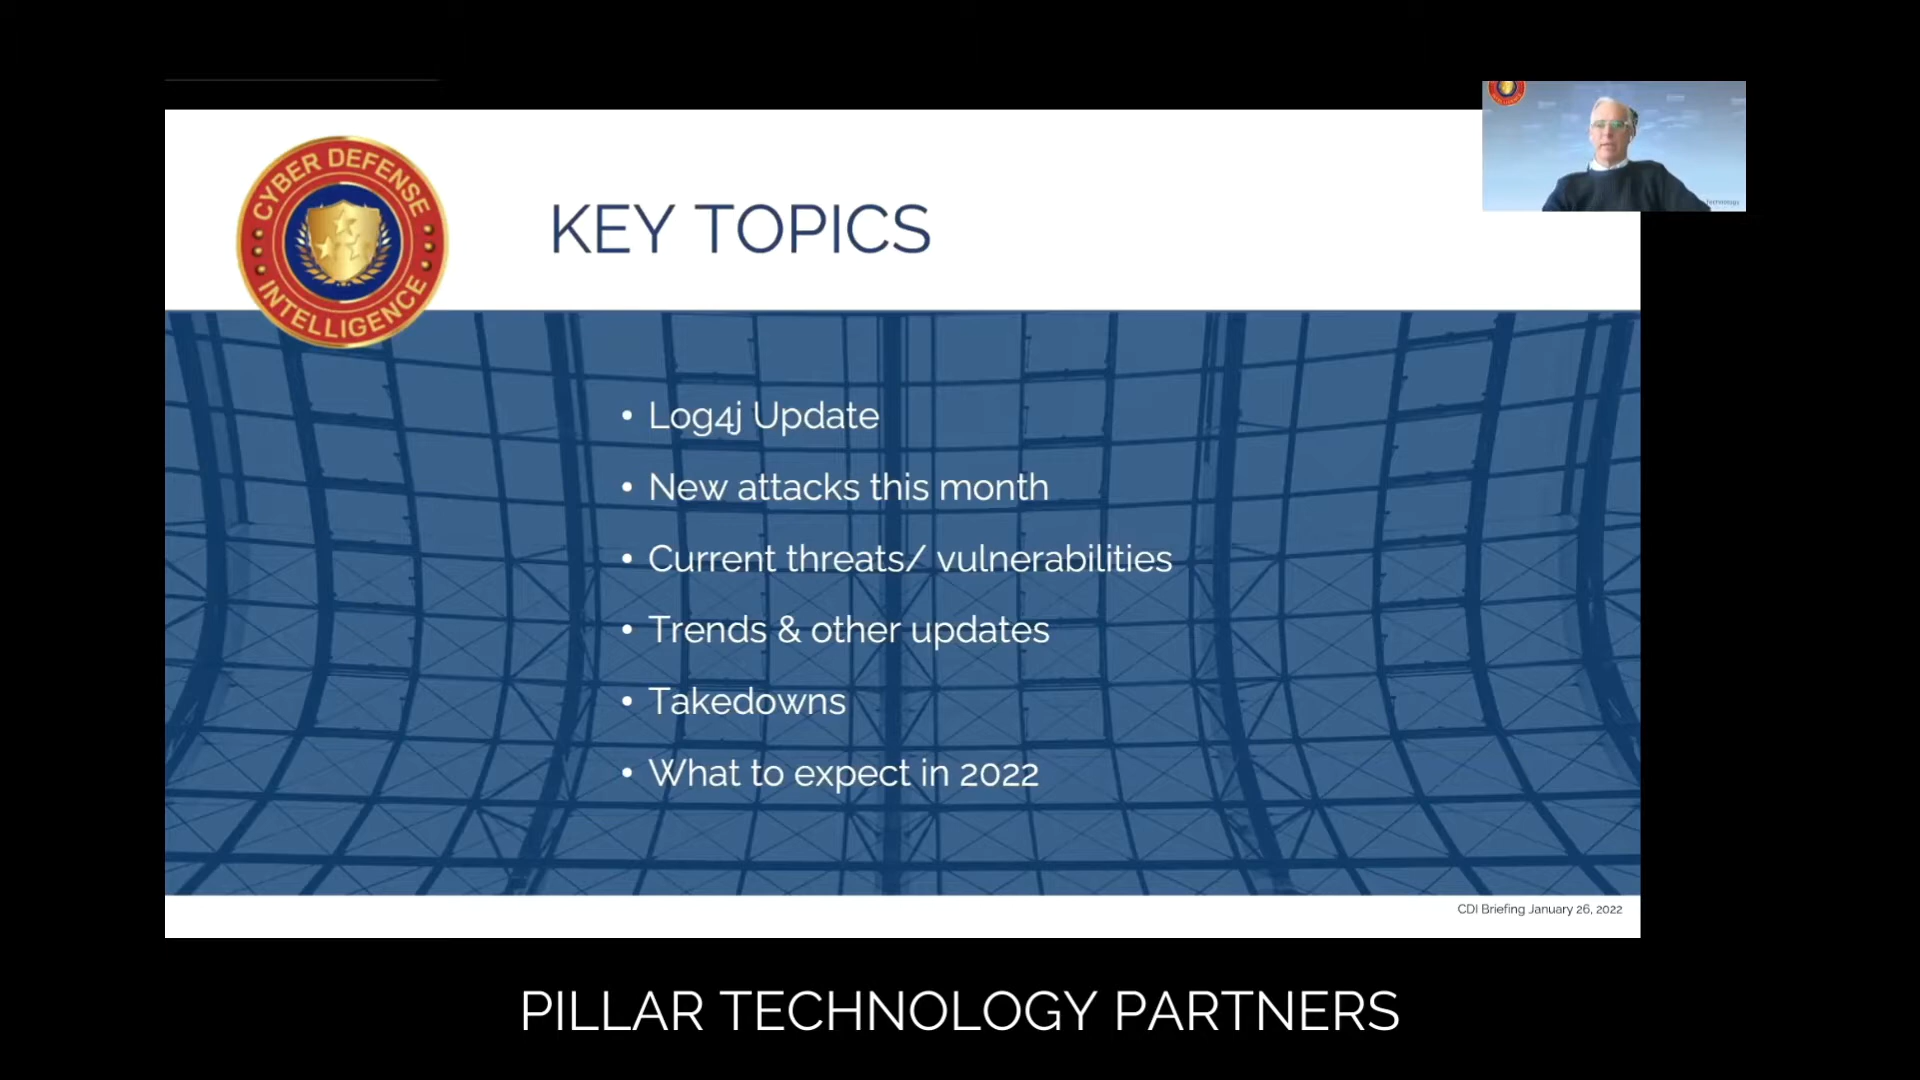 CYBER DEFENSE
INTELLIGENCE
KEY TOPICS
• Log4j Update
• New attacks this month
• Current threats/ vulnerabilities
• Trends & other updates
• Takedowns
• What to expect in 2022
CDI Briefing January 26, 2022
PILLAR TECHNOLOGY PARTNERS